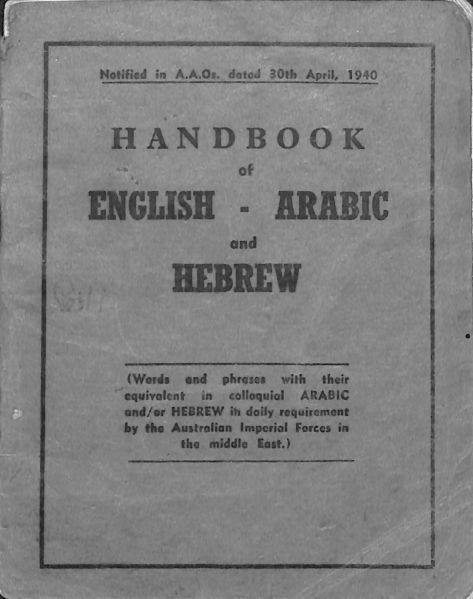 Notified in A.A.Os. dated 30th April, 1940
HANDBOOK
of
ENGLISH - ARABIC
and
HEBREW
(Words and phrases with their
equivalent in colloquial ARABIC
and/or HEBREW in daily requirement
by the Australian Imperial Forces in
the middle East.)